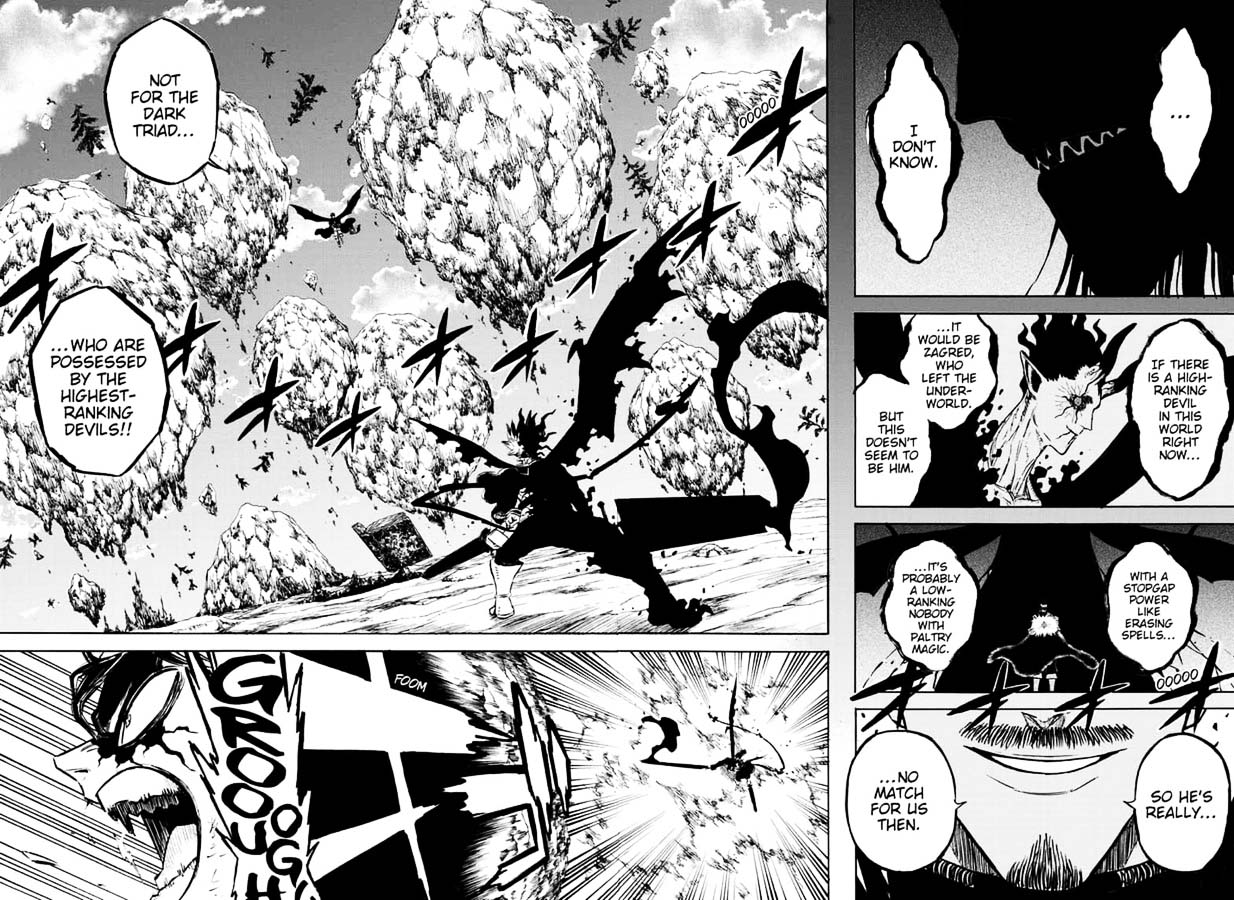 ...
I
DON'T
KNOW.
IF THERE
IS A HIGH-
RANKING
DEVIL
IN THIS
WORLD
RIGHT
NOW...
...IT
WOULD BE
ZAGRED,
WHO
LEFT THE
UNDER-
WORLD.
BUT
THIS
DOESN'T
SEEM TO
BE HIM.
WITH A
STOPGAP
POWER
LIKE
ERASING
SPELLS...
...IT'S
PROBABLY
A LOW-
RANKING
NOBODY
WITH
PALTRY
MAGIC.
OOOOO
SO HE'S
REALLY...
...NO
MATCH
FOR US
THEN.
OOOOO
NOT
FOR THE
DARK
TRIAD...
...WHO ARE
POSSESSED
BY THE
HIGHEST-
RANKING
DEVILS!!
FOOM
GROOUGH
OOGH